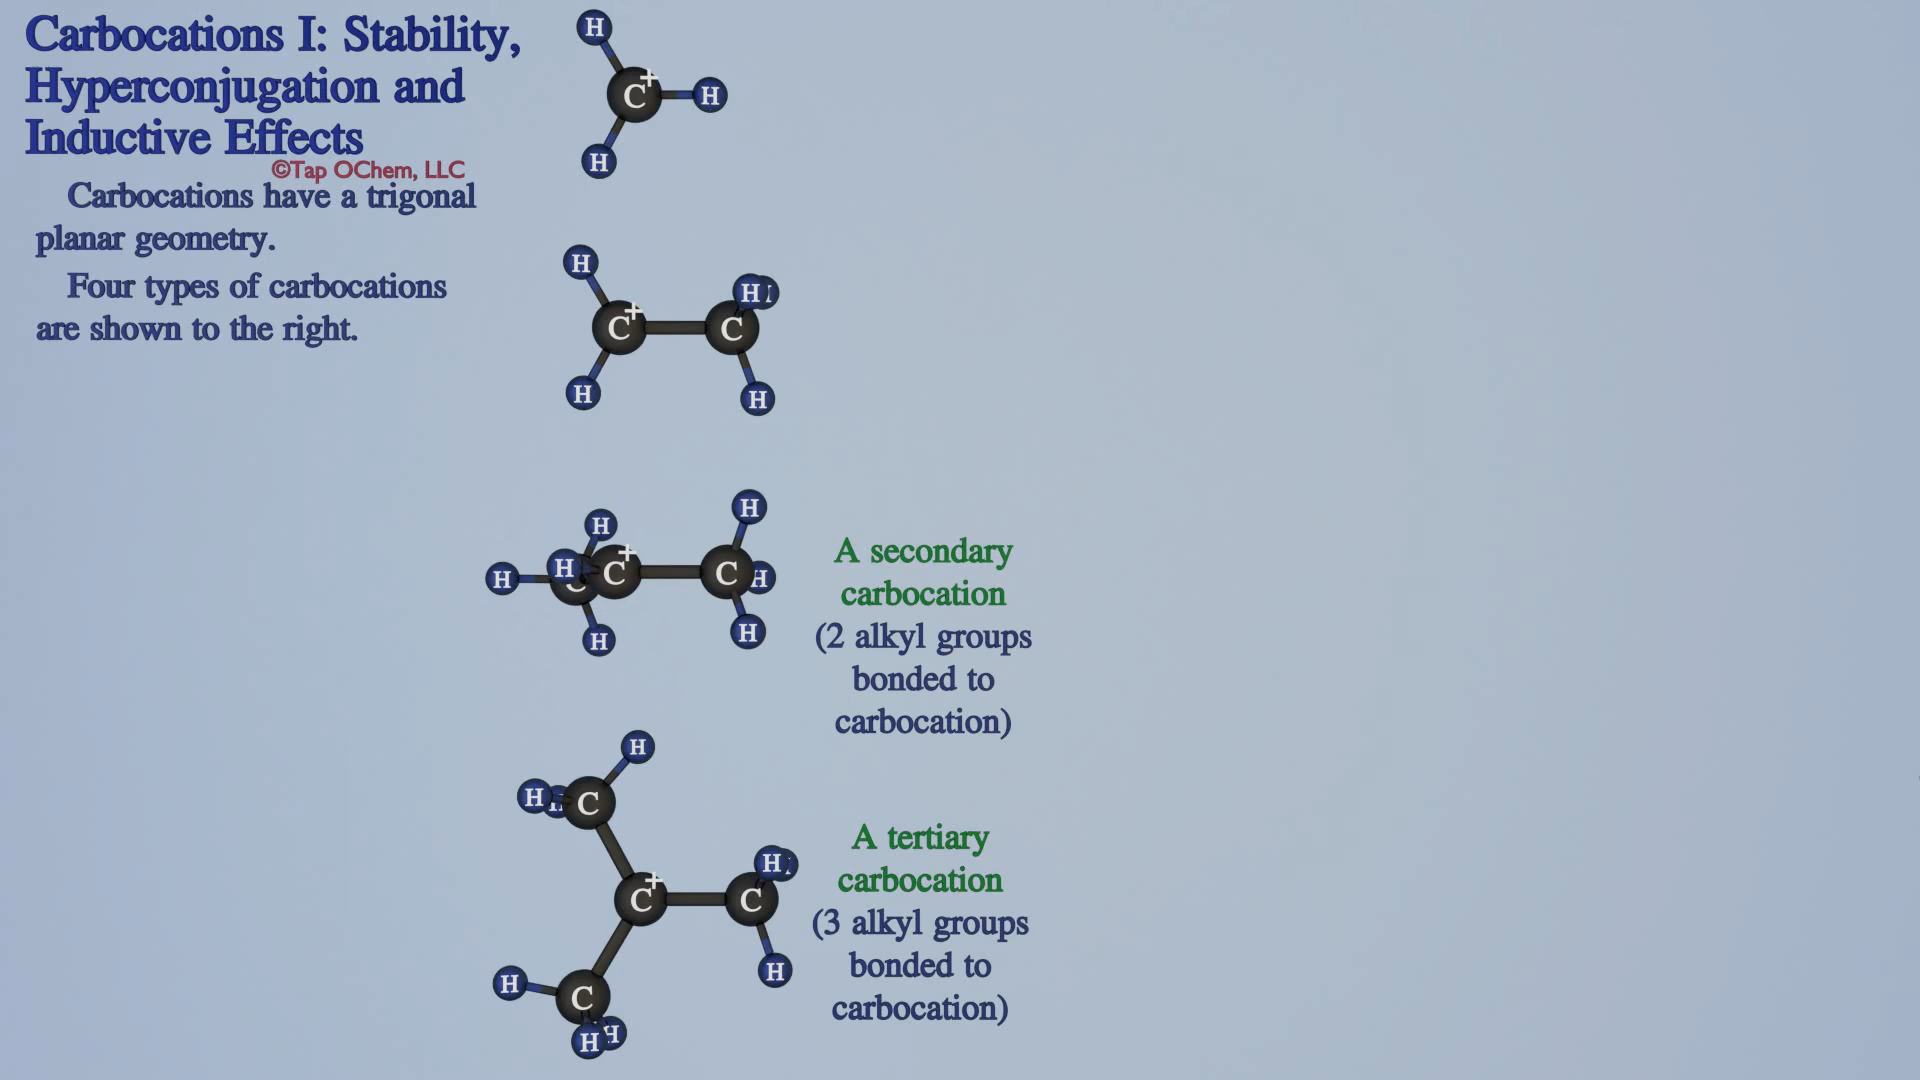 Carbocations I: Stability,
Hyperconjugation and
Inductive Effects
©Tap OChem, LLC
Carbocations have a trigonal
planar geometry.
Four types of carbocations
are shown to the right.
H
C+
H
H
H
H
C+
C
H
H
H
H
H
H
H
C+
C
H
C
H
H
A secondary
carbocation
(2 alkyl groups
bonded to
carbocation)
H
H
H
C
H
C+
C
H
H
C
H
H
A tertiary
carbocation
(3 alkyl groups
bonded to
carbocation)